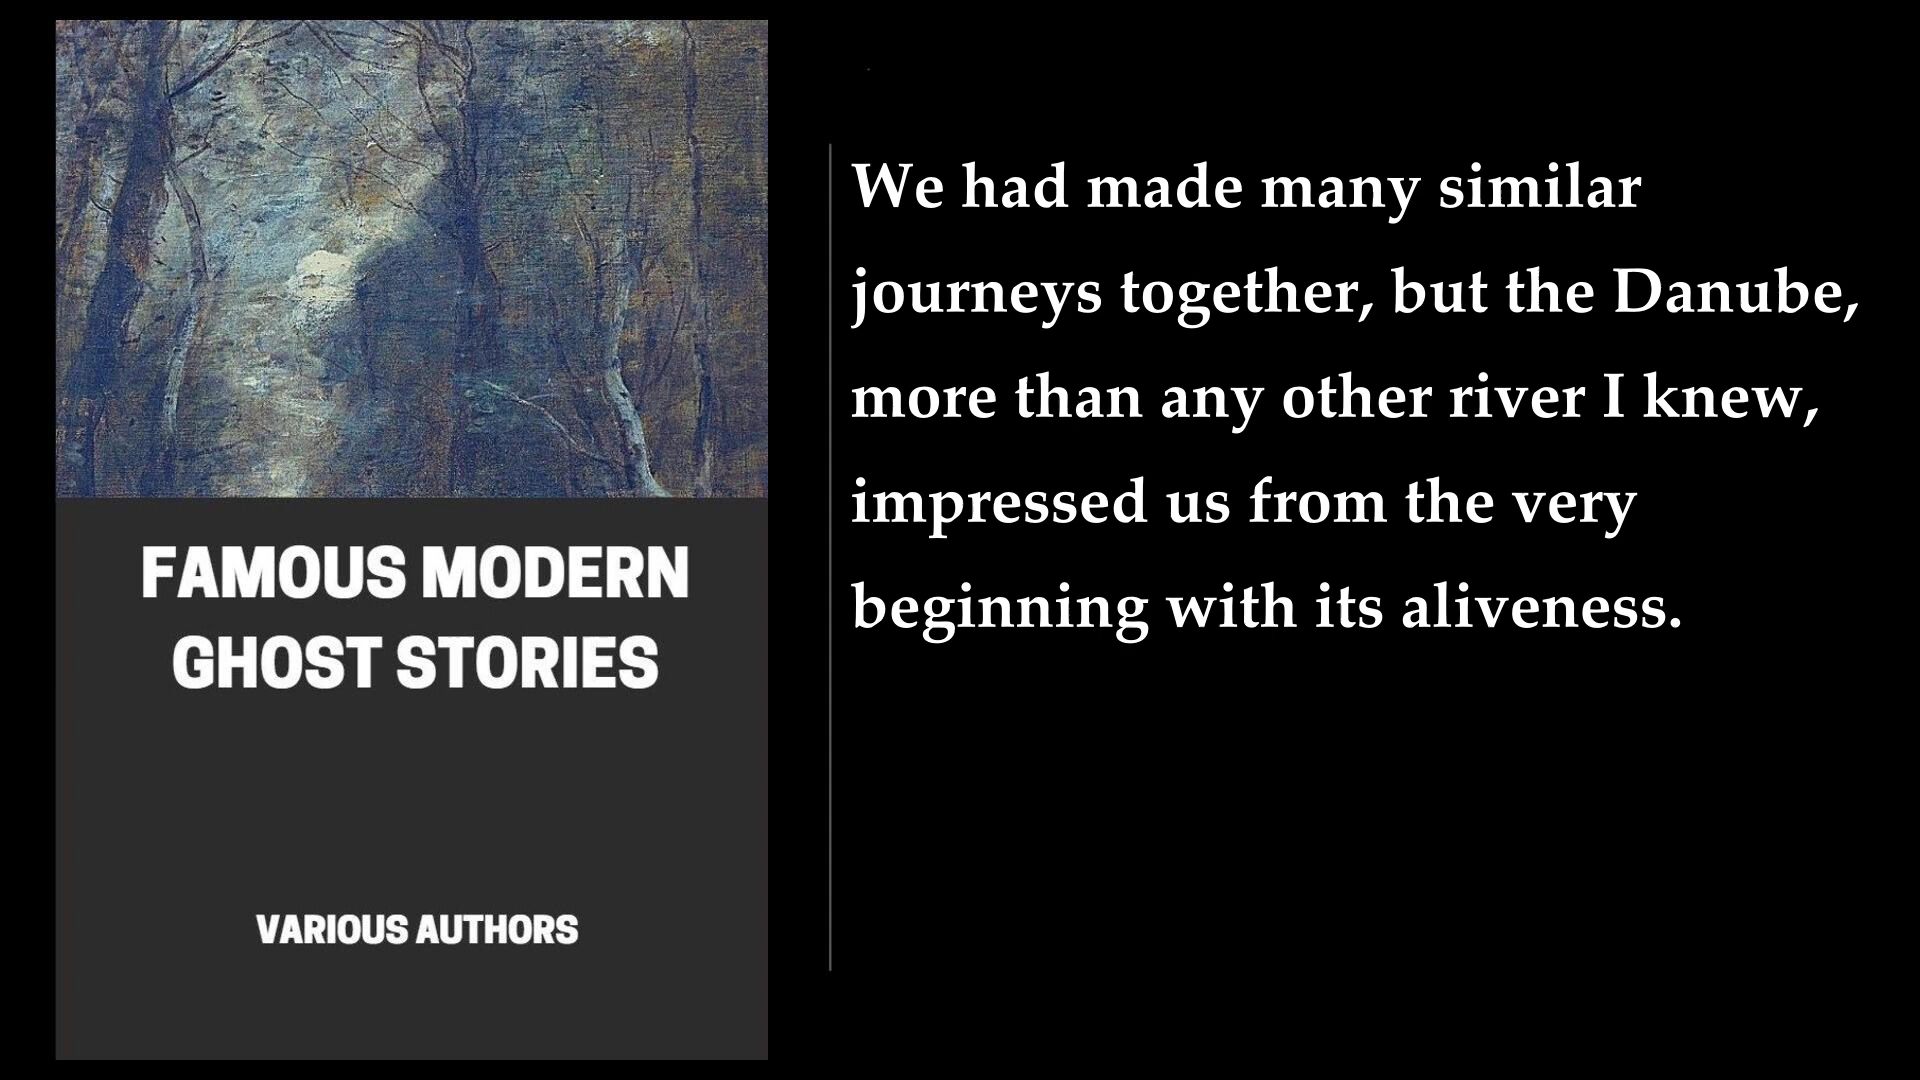 FAMOUS MODERN
GHOST STORIES
VARIOUS AUTHORS
We had made many similar
journeys together, but the Danube,
more than any other river I knew,
impressed us from the very
beginning with its aliveness.